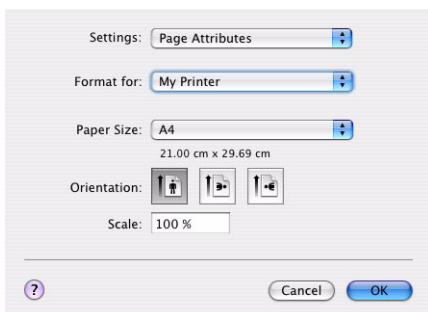 Settings: Page Attributes
Format for: My Printer
Paper Size: A4
21.00 cm x 29.69 cm
Orientation:
Scale: 100 %
? Cancel OK